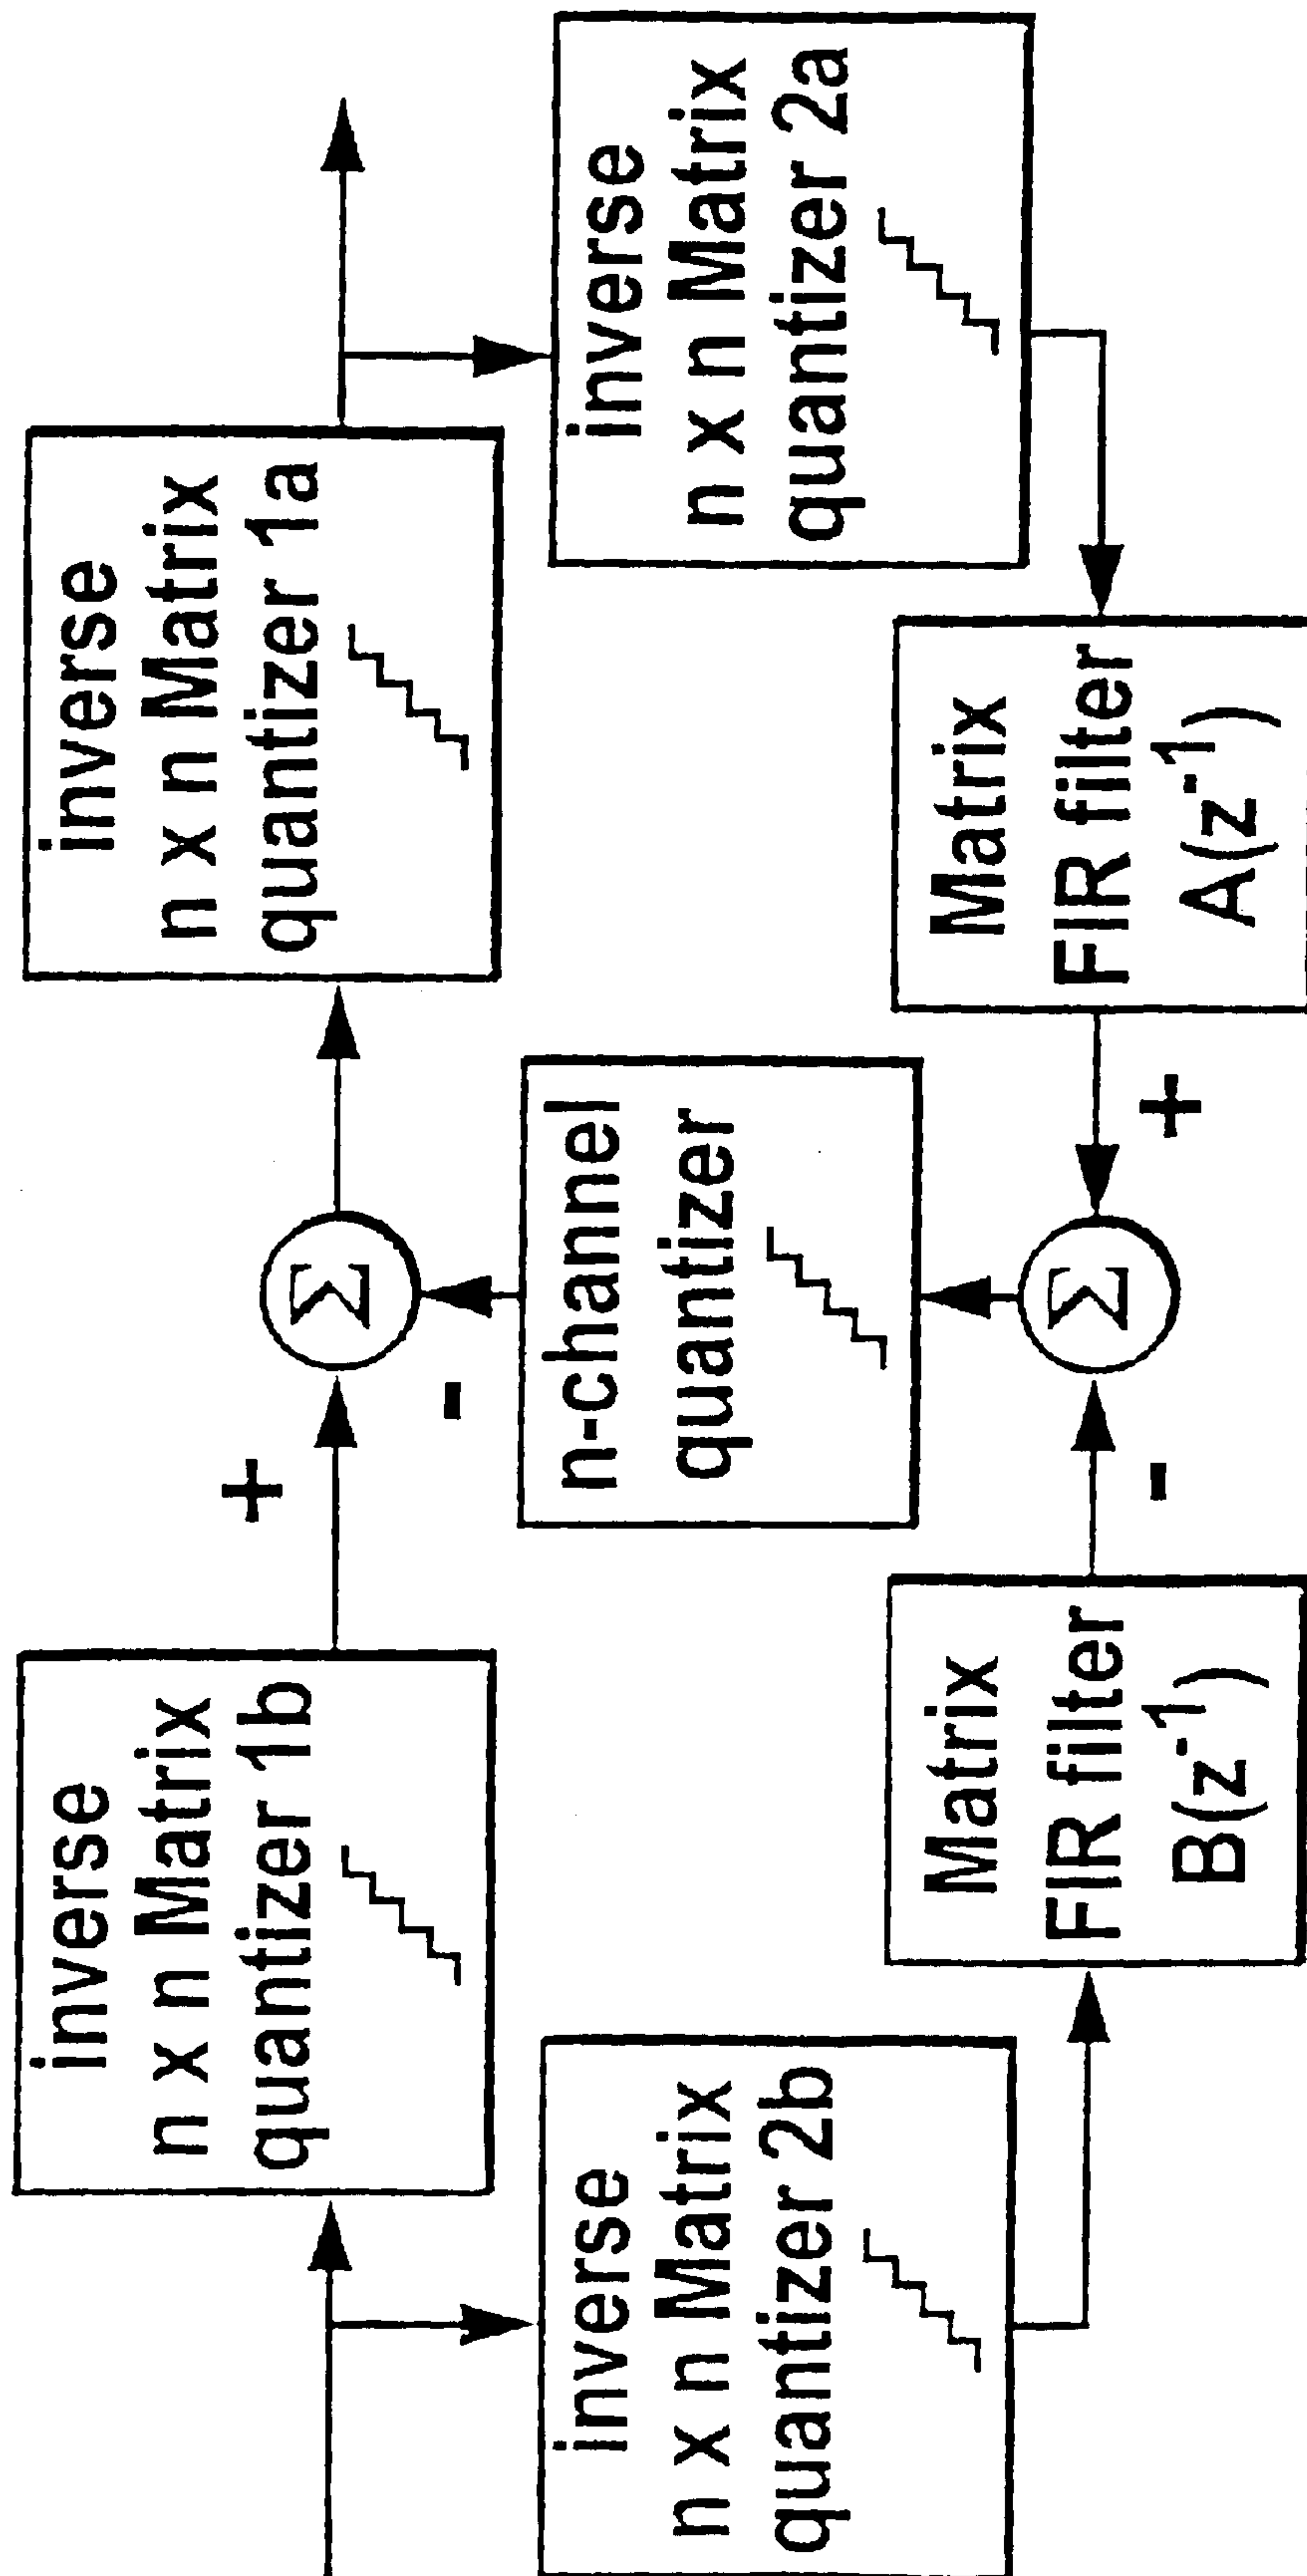 inverse
n x n Matrix
quantizer 1b
+
Σ
-
inverse
n x n Matrix
quantizer 1a
inverse
n x n Matrix
quantizer 2b
n-channel
quantizer
inverse
n x n Matrix
quantizer 2a
Matrix
FIR filter
B(z⁻¹)
-
Σ
+
Matrix
FIR filter
A(z⁻¹)